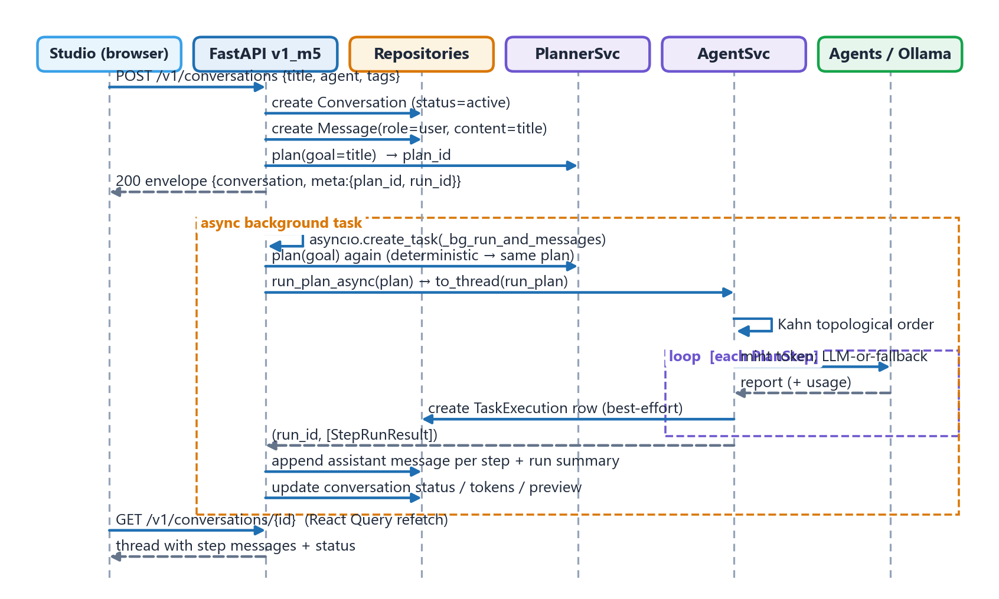 Studio (browser)
FastAPI v1_m5
Repositories
PlannerSvc
AgentSvc
Agents / Ollama
POST /v1/conversations {title, agent, tags}
create Conversation (status=active)
create Message(role=user, content=title)
plan(goal=title) → plan_id
200 envelope {conversation, meta:{plan_id, run_id}}
async background task
asyncio.create_task(_bg_run_and_messages)
plan(goal) again (deterministic → same plan)
run_plan_async(plan) → to_thread(run_plan)
Kahn topological order
loop [each PlanStep]
mint token; LLM-or-fallback
report (+ usage)
create TaskExecution row (best-effort)
(run_id, [StepRunResult])
append assistant message per step + run summary
update conversation status / tokens / preview
GET /v1/conversations/{id} (React Query refetch)
thread with step messages + status